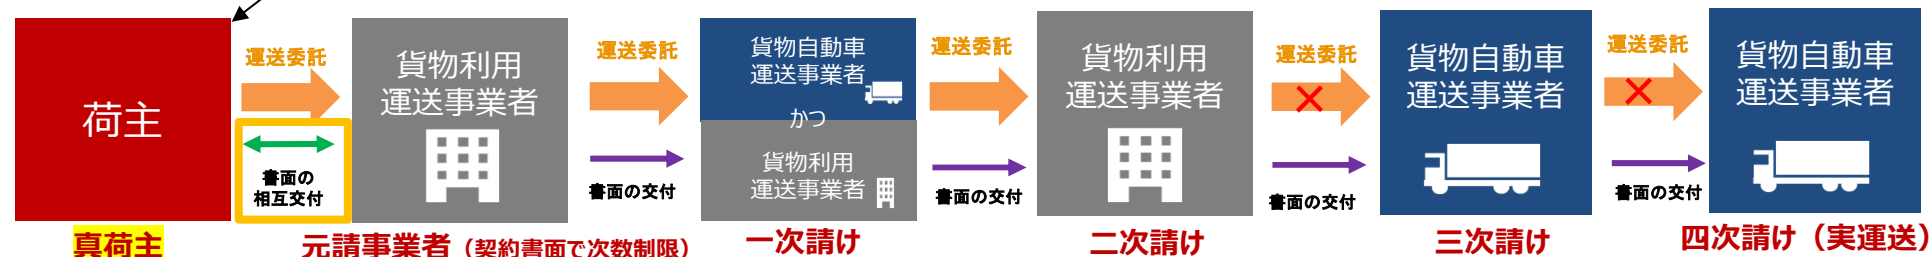 荷主
真荷主
運送委託
書面の
相互交付
貨物利用
運送事業者
元請事業者（契約書面で次数制限）
運送委託
書面の交付
貨物自動車
運送事業者
かつ
貨物利用
運送事業者
一次請け
運送委託
書面の交付
貨物利用
運送事業者
二次請け
運送委託
書面の交付
貨物自動車
運送事業者
三次請け
運送委託
書面の交付
貨物自動車
運送事業者
四次請け（実運送）